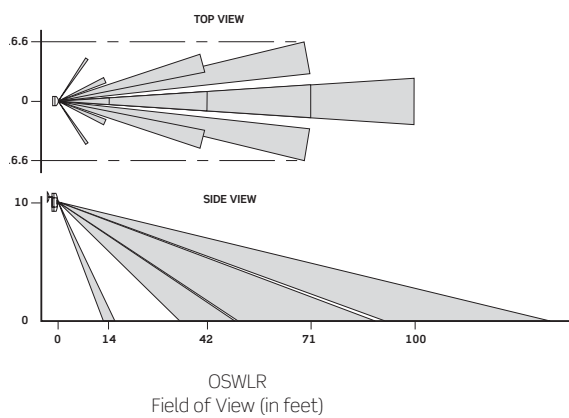 TOP VIEW
.6.6
0
.6.6
SIDE VIEW
10
0
0 14 42 71 100
OSWLR
Field of View (in feet)